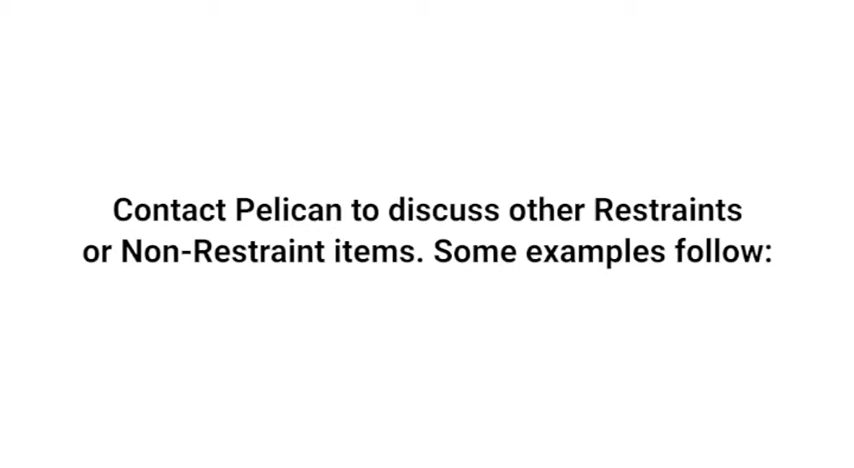 Contact Pelican to discuss other Restraints
or Non-Restraint items. Some examples follow: